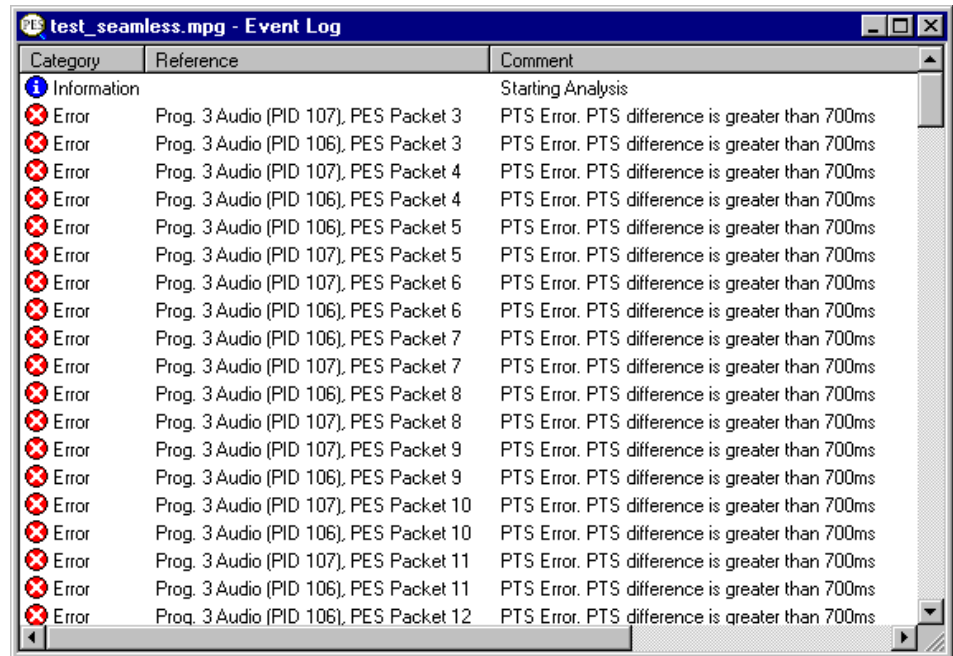 PES test_seamless.mpg - Event Log
Category Reference Comment
Information Starting Analysis
Error Prog. 3 Audio (PID 107), PES Packet 3 PTS Error. PTS difference is greater than 700ms
Error Prog. 3 Audio (PID 106), PES Packet 3 PTS Error. PTS difference is greater than 700ms
Error Prog. 3 Audio (PID 107), PES Packet 4 PTS Error. PTS difference is greater than 700ms
Error Prog. 3 Audio (PID 106), PES Packet 4 PTS Error. PTS difference is greater than 700ms
Error Prog. 3 Audio (PID 106), PES Packet 5 PTS Error. PTS difference is greater than 700ms
Error Prog. 3 Audio (PID 107), PES Packet 5 PTS Error. PTS difference is greater than 700ms
Error Prog. 3 Audio (PID 107), PES Packet 6 PTS Error. PTS difference is greater than 700ms
Error Prog. 3 Audio (PID 106), PES Packet 6 PTS Error. PTS difference is greater than 700ms
Error Prog. 3 Audio (PID 106), PES Packet 7 PTS Error. PTS difference is greater than 700ms
Error Prog. 3 Audio (PID 107), PES Packet 7 PTS Error. PTS difference is greater than 700ms
Error Prog. 3 Audio (PID 106), PES Packet 8 PTS Error. PTS difference is greater than 700ms
Error Prog. 3 Audio (PID 107), PES Packet 8 PTS Error. PTS difference is greater than 700ms
Error Prog. 3 Audio (PID 107), PES Packet 9 PTS Error. PTS difference is greater than 700ms
Error Prog. 3 Audio (PID 106), PES Packet 9 PTS Error. PTS difference is greater than 700ms
Error Prog. 3 Audio (PID 107), PES Packet 10 PTS Error. PTS difference is greater than 700ms
Error Prog. 3 Audio (PID 106), PES Packet 10 PTS Error. PTS difference is greater than 700ms
Error Prog. 3 Audio (PID 107), PES Packet 11 PTS Error. PTS difference is greater than 700ms
Error Prog. 3 Audio (PID 106), PES Packet 11 PTS Error. PTS difference is greater than 700ms
Error Prog. 3 Audio (PID 106), PES Packet 12 PTS Error. PTS difference is greater than 700ms